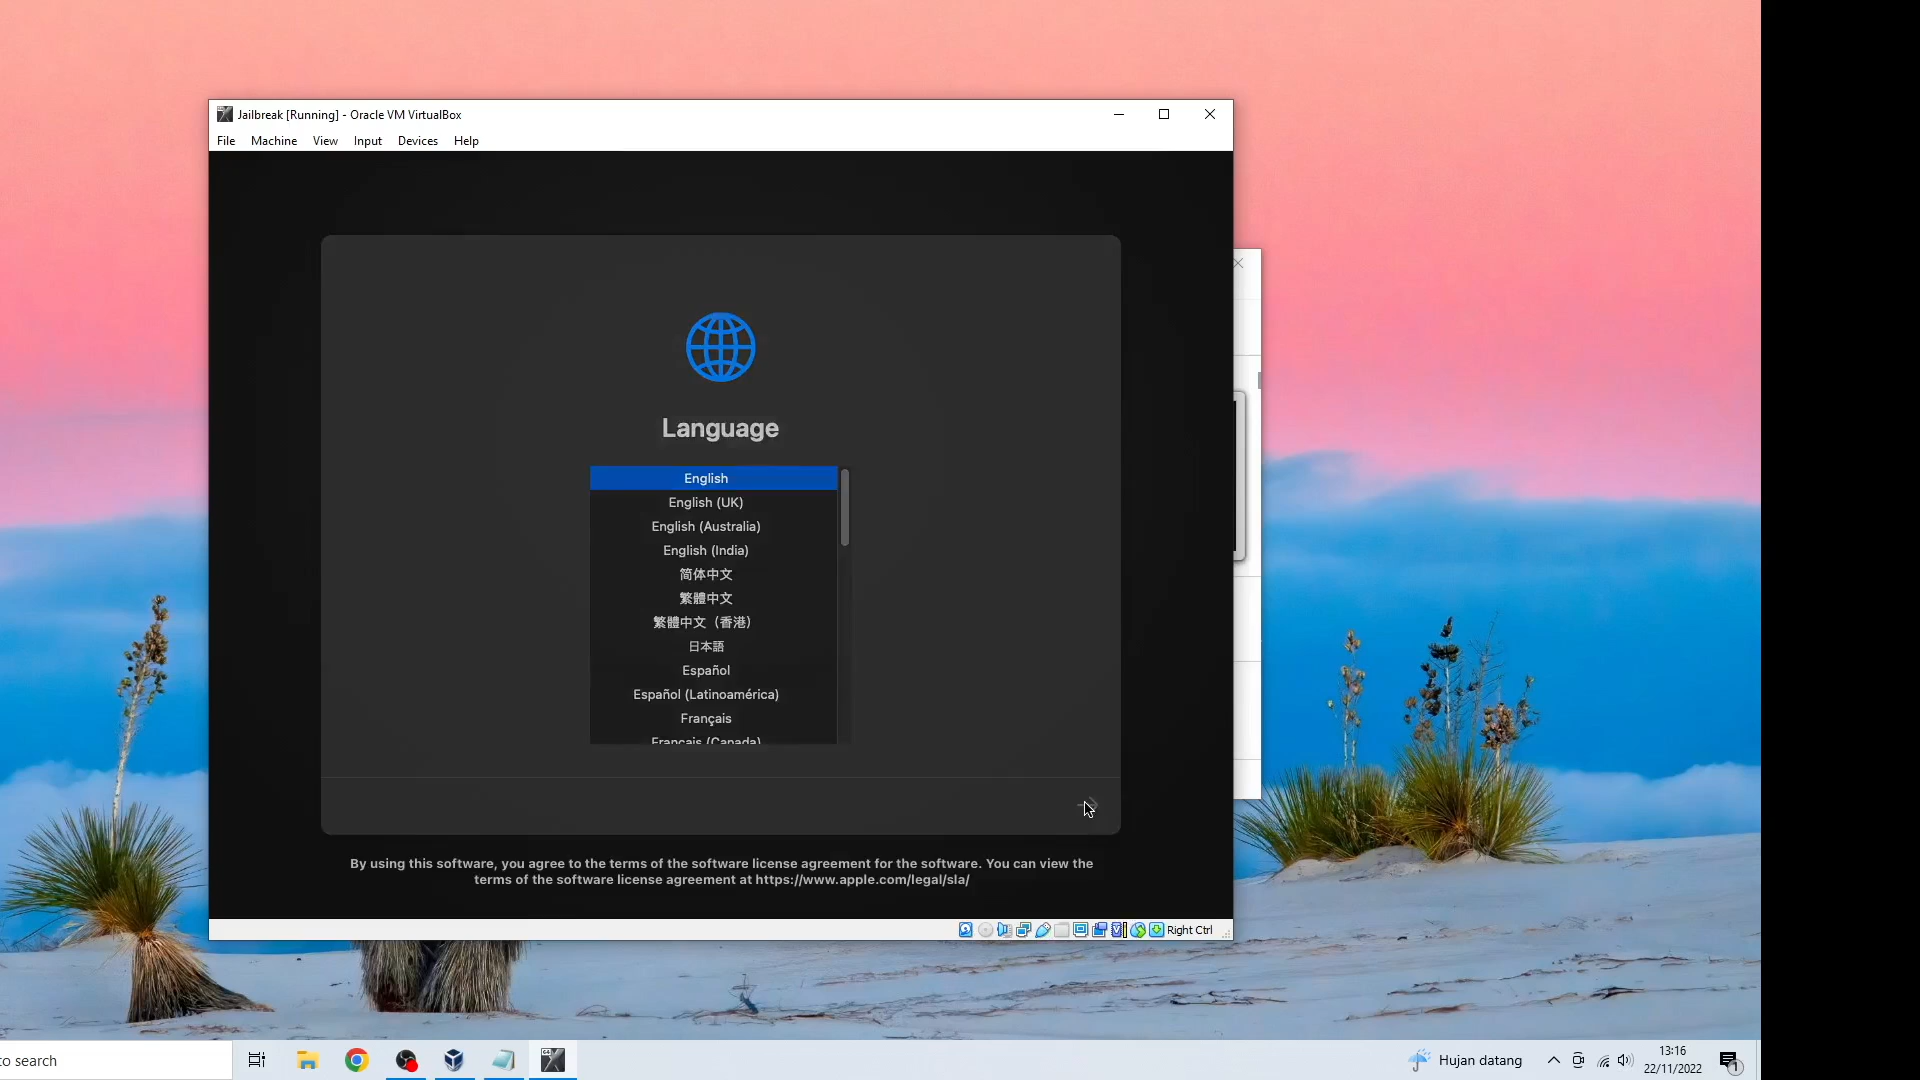 Jailbreak [Running] - Oracle VM VirtualBox
File Machine View Input Devices Help
Language
English
English (UK)
English (Australia)
English (India)
简体中文
繁體中文
繁體中文（香港）
日本語
Español
Español (Latinoamérica)
Français
Français (Canada)
By using this software, you agree to the terms of the software license agreement for the software. You can view the
terms of the software license agreement at https://www.apple.com/legal/sla/
Right Ctrl
to search
Hujan datang
13:16
22/11/2022
1